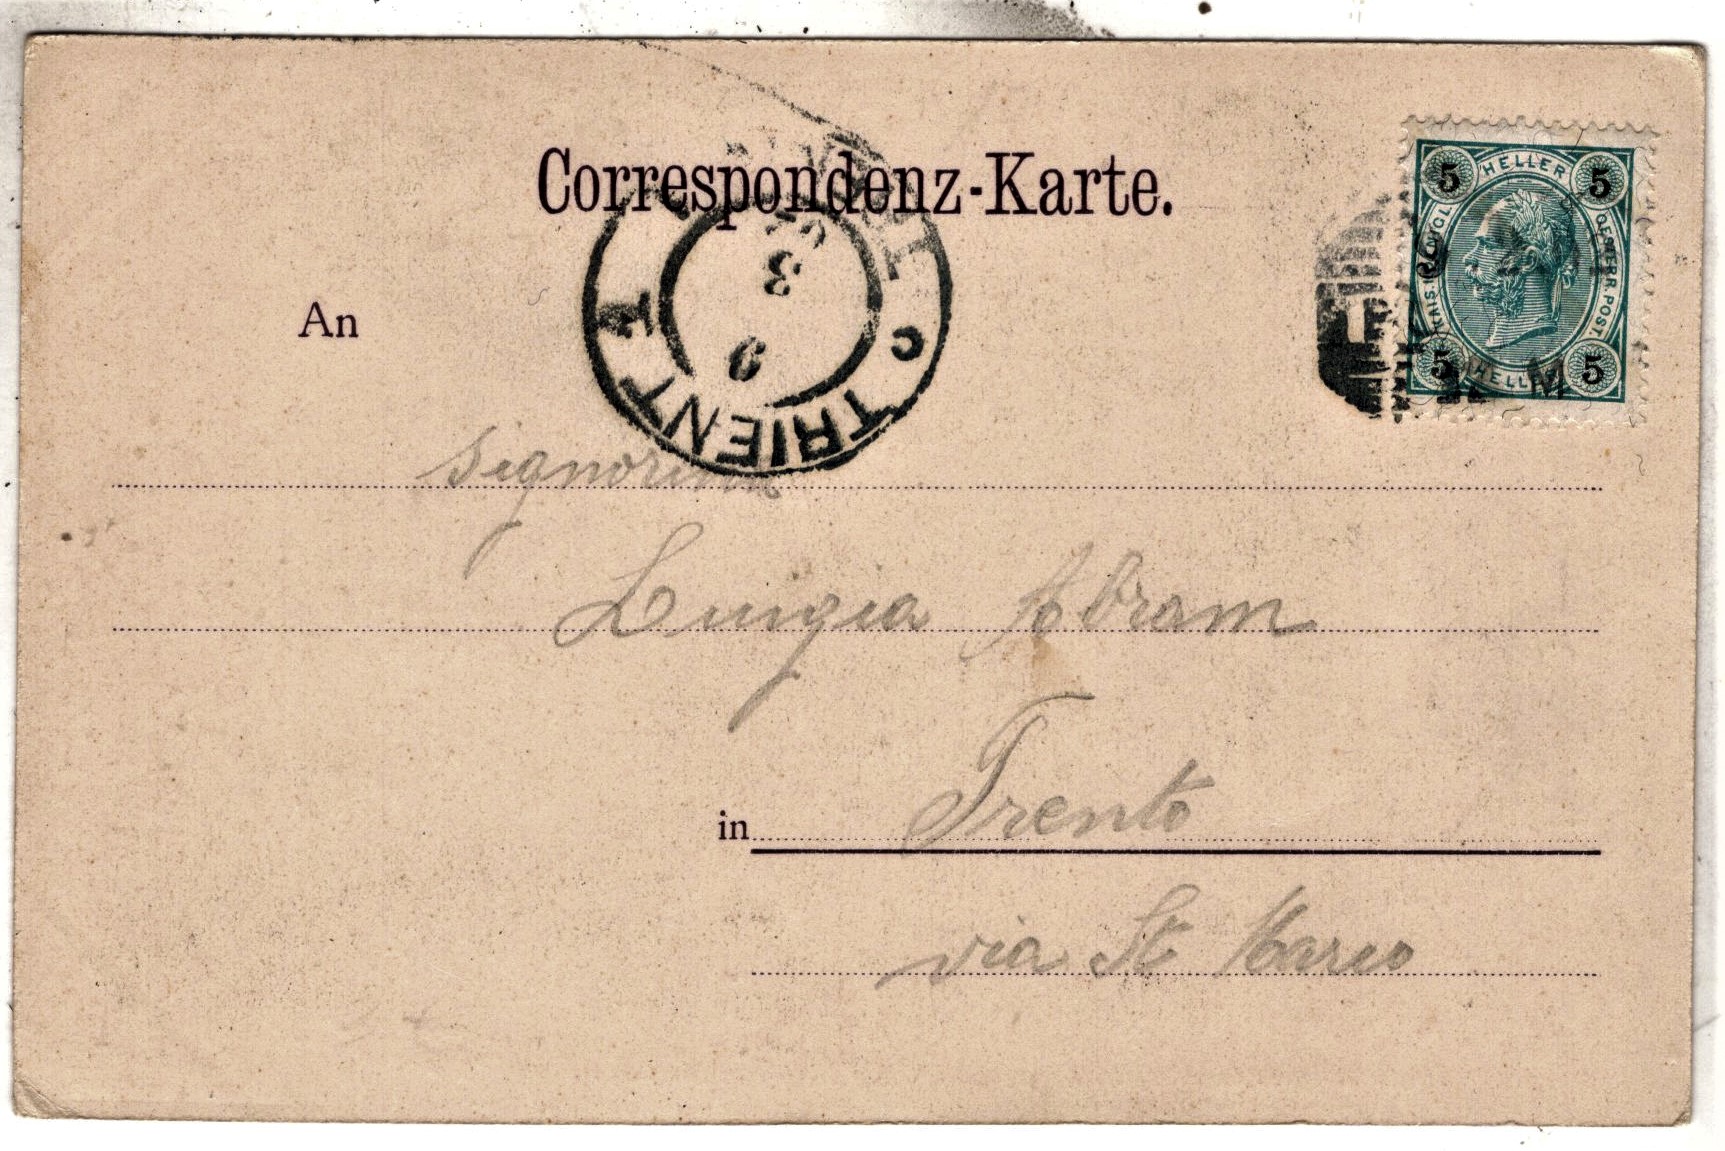 Correspondenz-Karte.
5 HELLER 5
KAIS. KÖNIGL. OESTERR. POST.
5 HELLER 5
An
TRIENT
9
3
c
signorina
Luigia Abram
in Trento
via St Marco